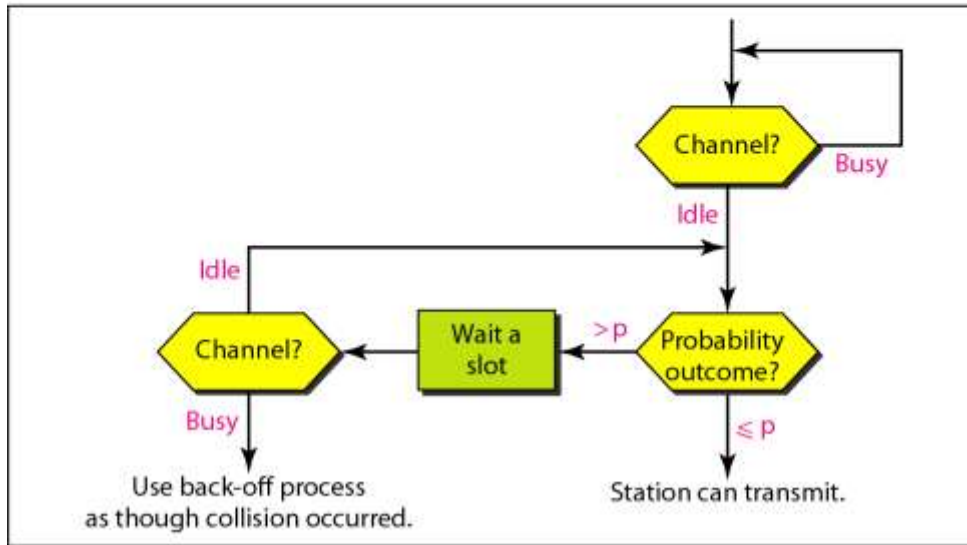 Channel?
Busy
Idle
Idle
Channel?
Wait a
slot
>p
Probability
outcome?
Busy
⩽ p
Use back-off process
as though collision occurred.
Station can transmit.